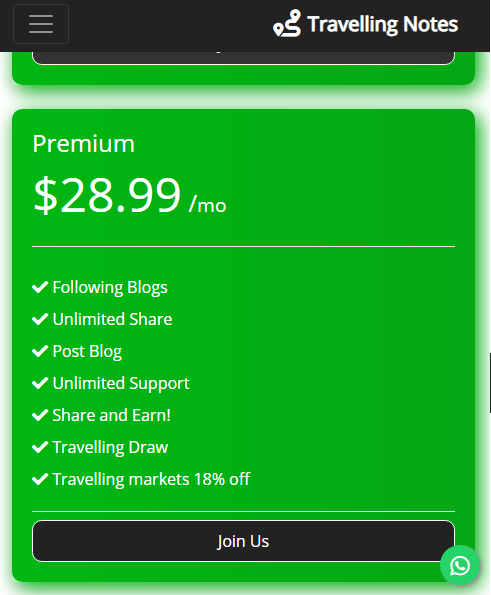 Travelling Notes
Premium
$28.99 /mo
Following Blogs
Unlimited Share
Post Blog
Unlimited Support
Share and Earn!
Travelling Draw
Travelling markets 18% off
Join Us